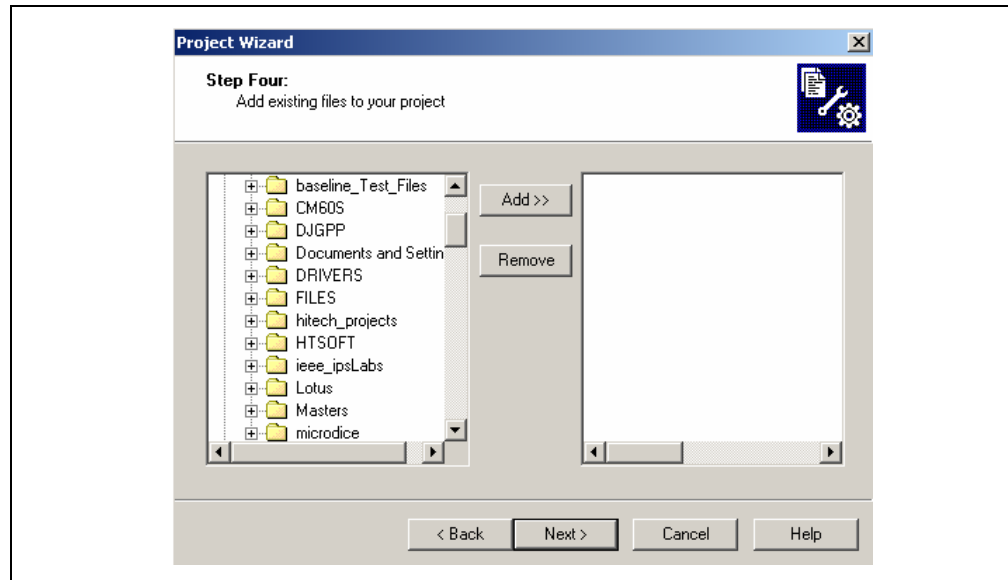 Project Wizard
Step Four:
Add existing files to your project
baseline_Test_Files
CM60S
DJGPP
Documents and Settin
DRIVERS
FILES
hitech_projects
HTSOFT
ieee_ipsLabs
Lotus
Masters
microdice
Add >>
Remove
< Back
Next >
Cancel
Help